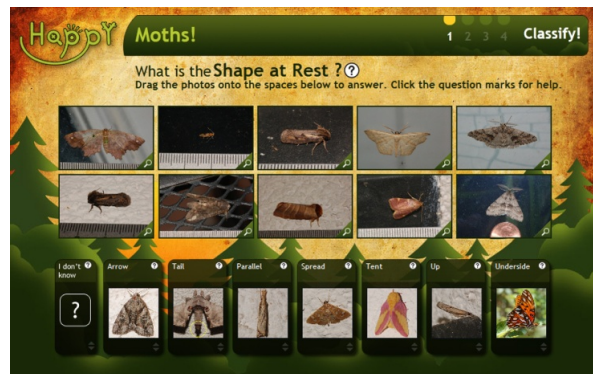 Happy
Moths!
1 2 3 4
Classify!
What is the Shape at Rest ? ?
Drag the photos onto the spaces below to answer. Click the question marks for help.
I don't know ?
Arrow ?
Tail ?
Parallel ?
Spread ?
Tent ?
Up ?
Underside ?
?